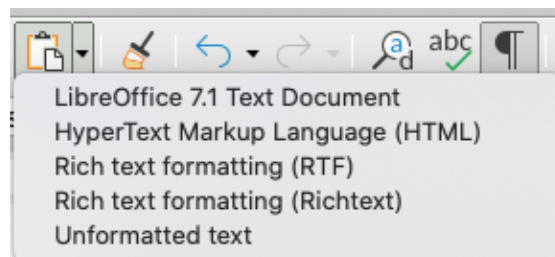 abc
LibreOffice 7.1 Text Document
HyperText Markup Language (HTML)
Rich text formatting (RTF)
Rich text formatting (Richtext)
Unformatted text